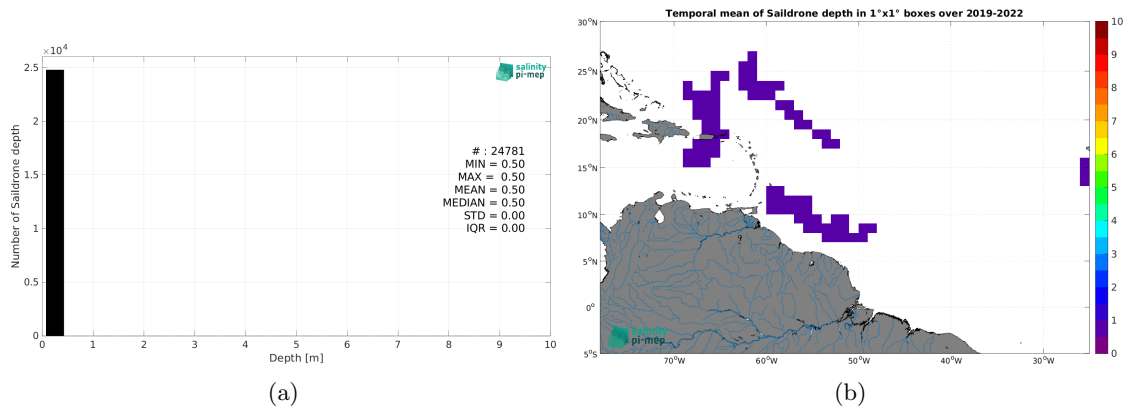 ×10⁴
2.5
2
1.5
1
0.5
0
Number of Saildrone depth
salinity
pi-mep
# : 24781
MIN = 0.50
MAX = 0.50
MEAN = 0.50
MEDIAN = 0.50
STD = 0.00
IQR = 0.00
0 1 2 3 4 5 6 7 8 9 10
Depth [m]
(a)
Temporal mean of Saildrone depth in 1°x1° boxes over 2019-2022
30°N
25°N
20°N
15°N
10°N
5°N
0°
5°S
salinity
pi-mep
70°W 60°W 50°W 40°W 30°W
10
9
8
7
6
5
4
3
2
1
0
(b)